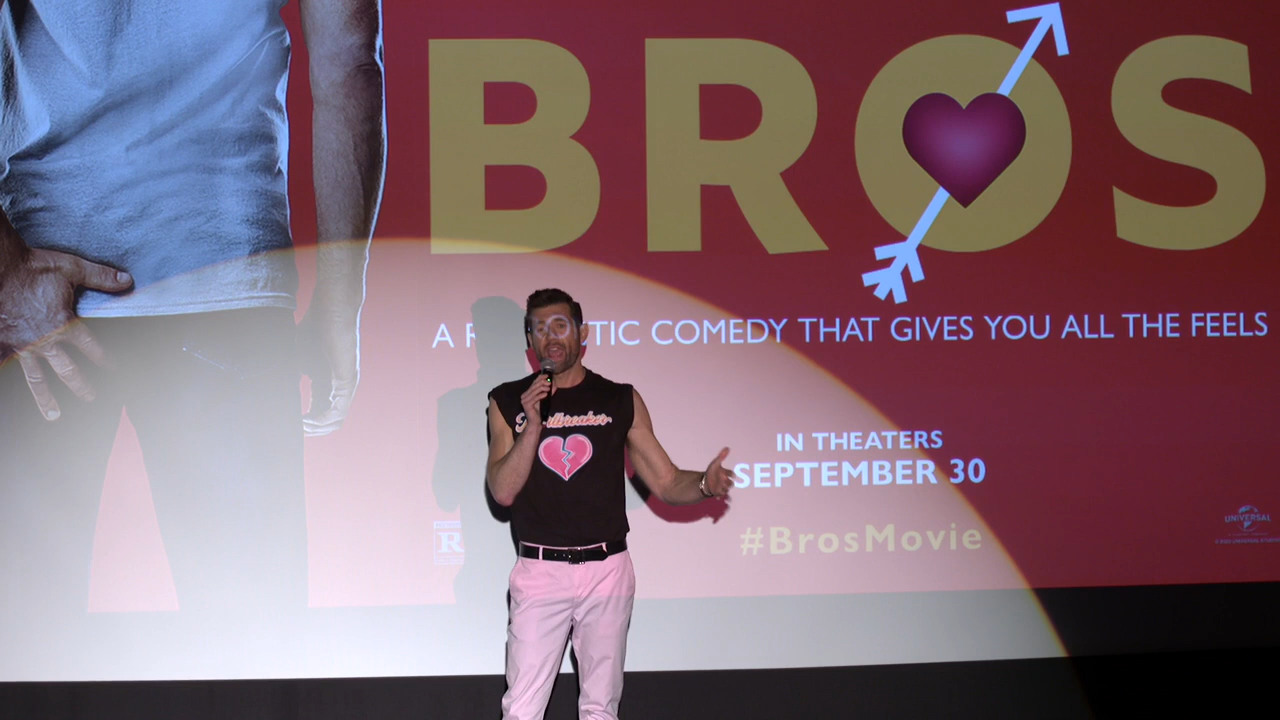 BROS
A R TIC COMEDY THAT GIVES YOU ALL THE FEELS
IN THEATERS
SEPTEMBER 30
#BrosMovie
R
UNIVERSAL